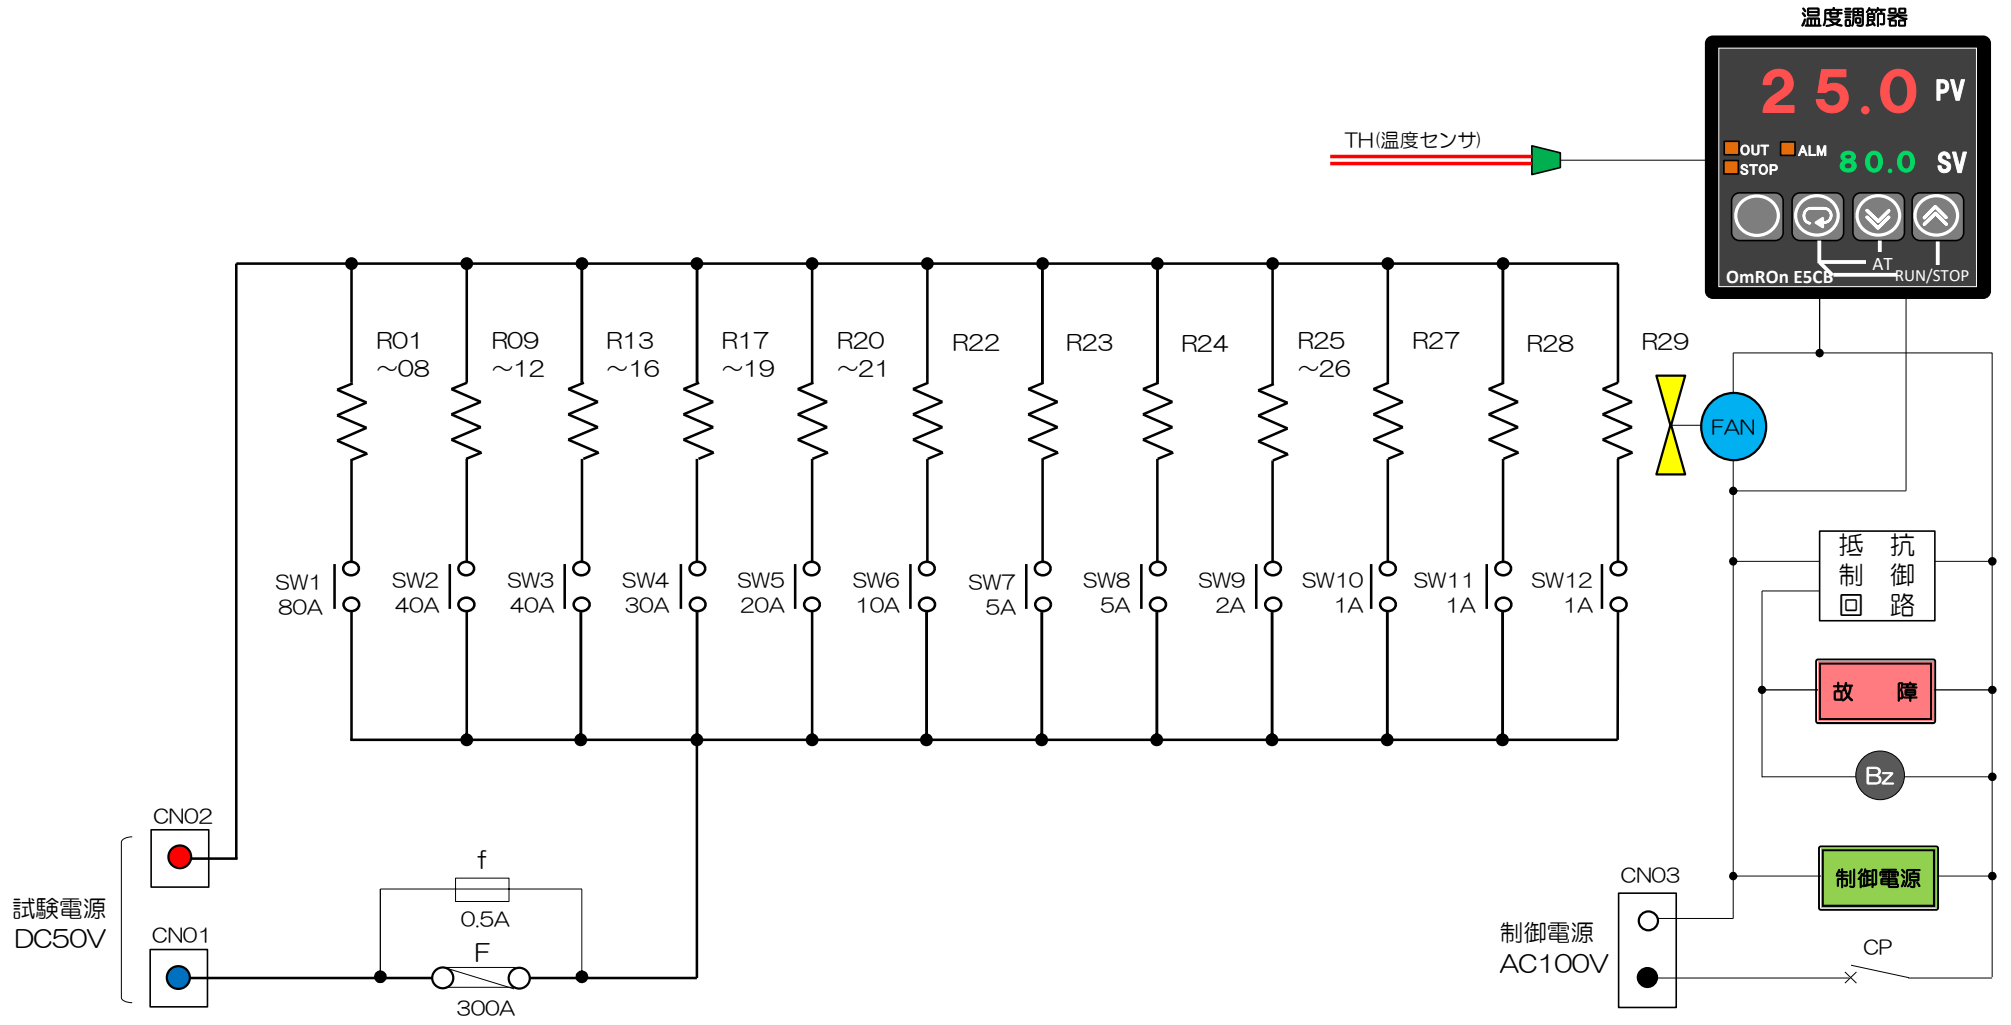 温度調節器
25.0 PV
OUT ALM 80.0 SV
STOP
AT
OmROn E5CB RUN/STOP
TH(温度センサ)
R01
～08
R09
～12
R13
～16
R17
～19
R20
～21
R22
R23
R24
R25
～26
R27
R28
R29
FAN
SW1
80A
SW2
40A
SW3
40A
SW4
30A
SW5
20A
SW6
10A
SW7
5A
SW8
5A
SW9
2A
SW10
1A
SW11
1A
SW12
1A
抵 抗
制 御
回 路
故 障
Bz
制御電源
CN02
試験電源
DC50V
CN01
f
0.5A
F
300A
CN03
制御電源
AC100V
CP